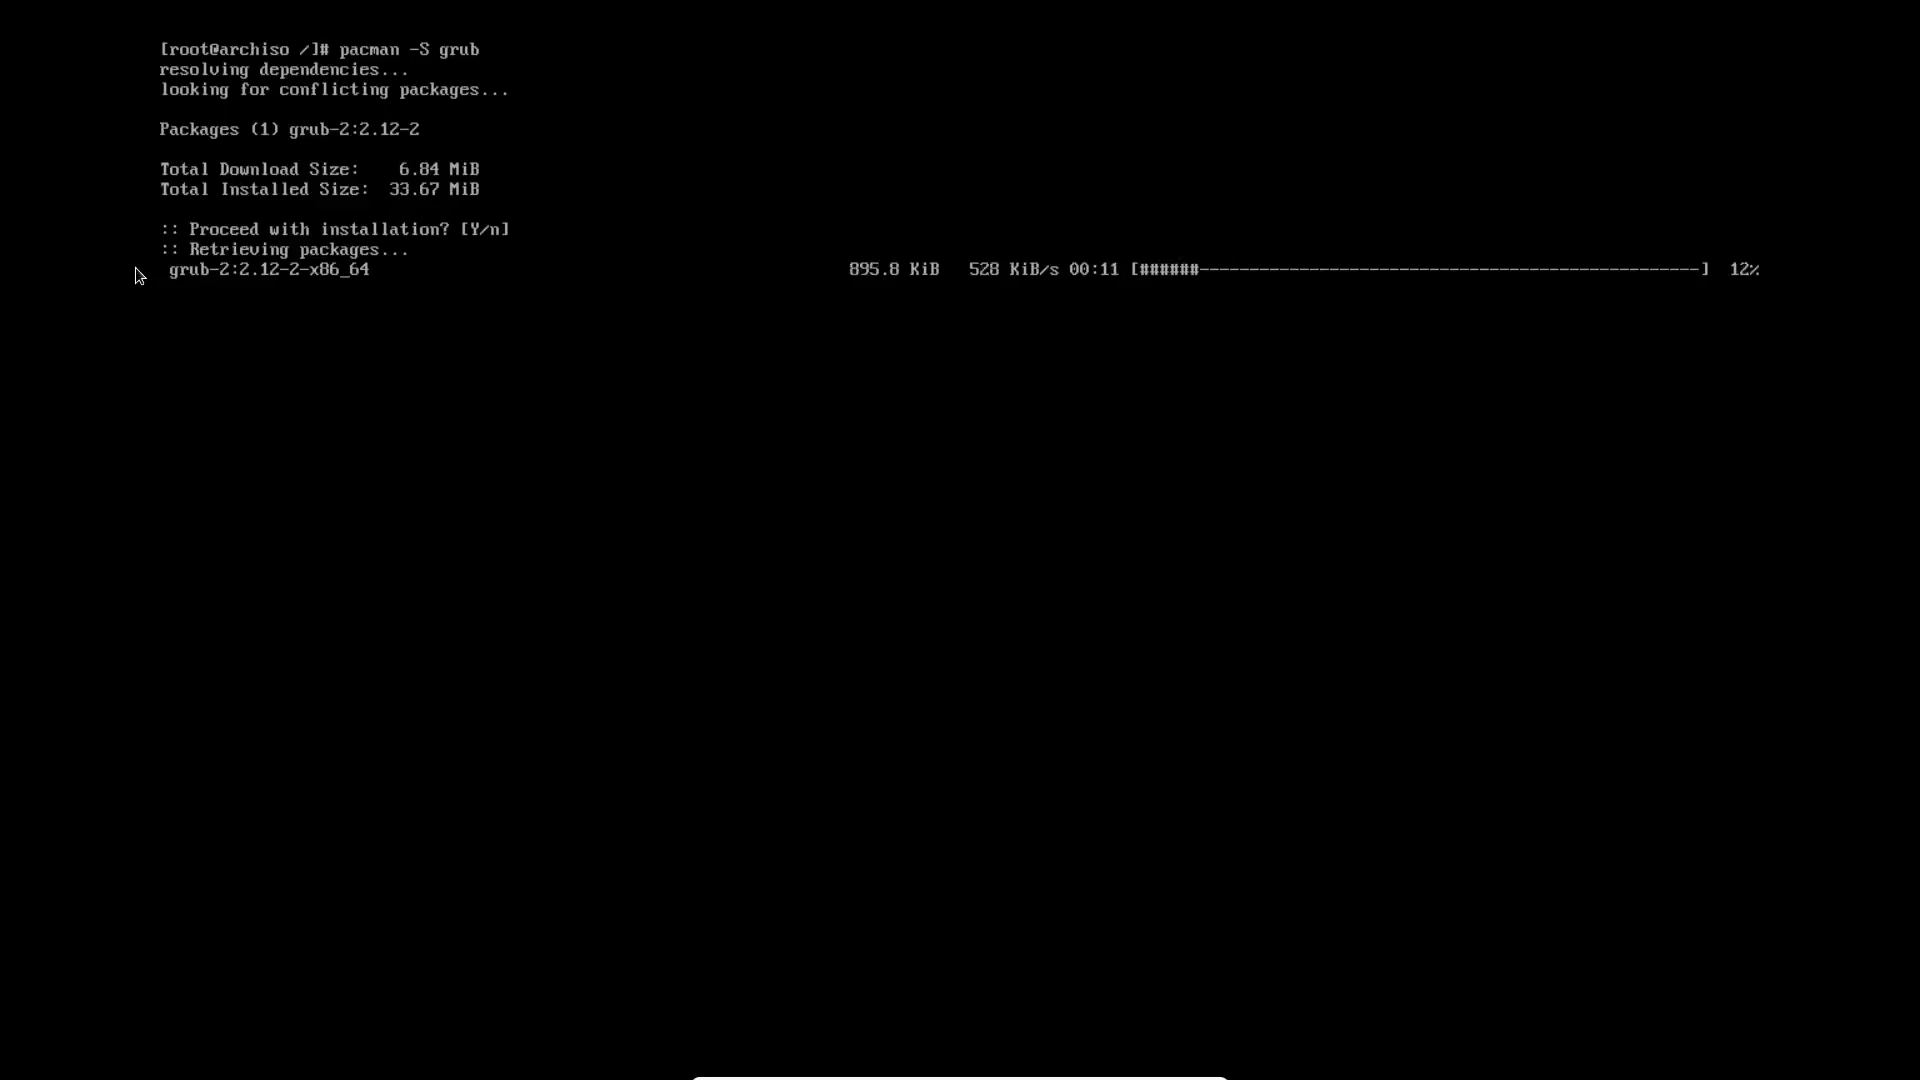 [root@archiso /]# pacman -S grub
resolving dependencies...
looking for conflicting packages...
Packages (1) grub-2:2.12-2
Total Download Size:    6.84 MiB
Total Installed Size:  33.67 MiB
:: Proceed with installation? [Y/n]
:: Retrieving packages...
grub-2:2.12-2-x86_64 895.8 KiB   528 KiB/s 00:11 [######--------------------------------------------------]  12%